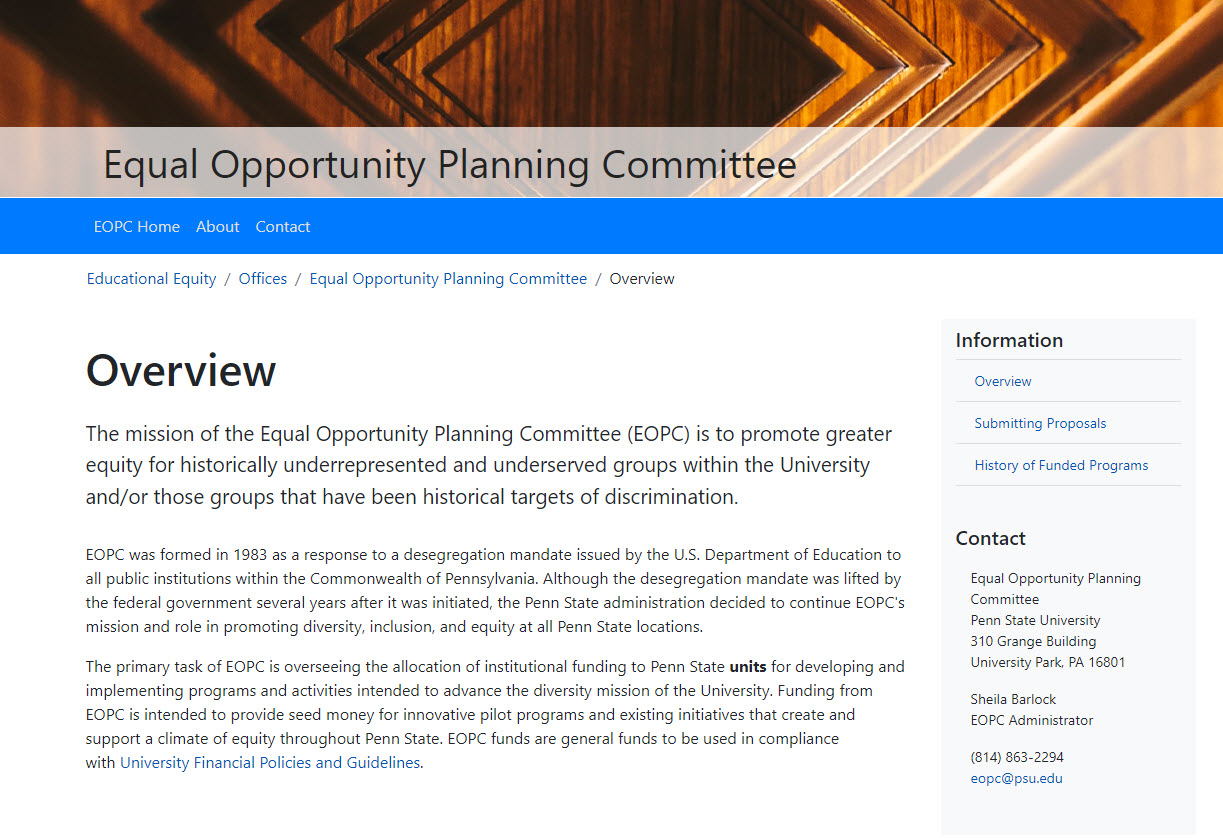 Equal Opportunity Planning Committee
EOPC Home About Contact
Educational Equity / Offices / Equal Opportunity Planning Committee / Overview
Overview
The mission of the Equal Opportunity Planning Committee (EOPC) is to promote greater
equity for historically underrepresented and underserved groups within the University
and/or those groups that have been historical targets of discrimination.
EOPC was formed in 1983 as a response to a desegregation mandate issued by the U.S. Department of Education to
all public institutions within the Commonwealth of Pennsylvania. Although the desegregation mandate was lifted by
the federal government several years after it was initiated, the Penn State administration decided to continue EOPC's
mission and role in promoting diversity, inclusion, and equity at all Penn State locations.
The primary task of EOPC is overseeing the allocation of institutional funding to Penn State units for developing and
implementing programs and activities intended to advance the diversity mission of the University. Funding from
EOPC is intended to provide seed money for innovative pilot programs and existing initiatives that create and
support a climate of equity throughout Penn State. EOPC funds are general funds to be used in compliance
with University Financial Policies and Guidelines.
Information
Overview
Submitting Proposals
History of Funded Programs
Contact
Equal Opportunity Planning
Committee
Penn State University
310 Grange Building
University Park, PA 16801
Sheila Barlock
EOPC Administrator
(814) 863-2294
eopc@psu.edu